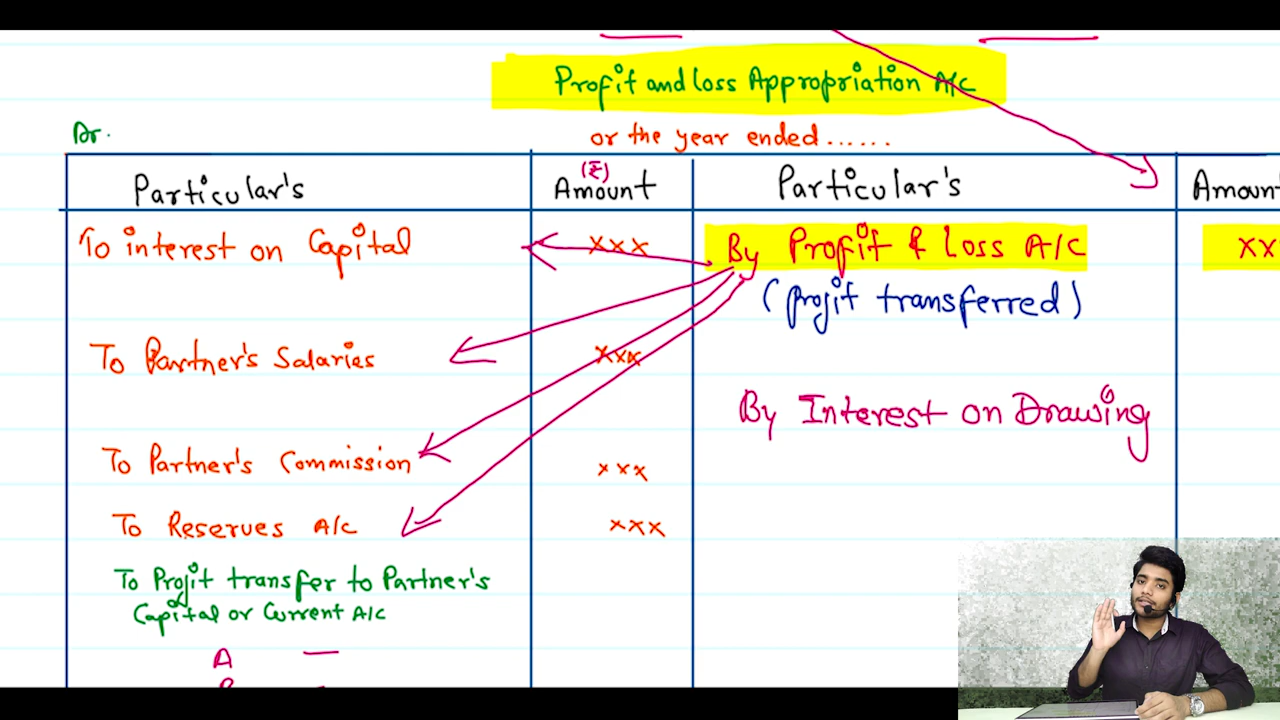 Profit and loss Appropriation A/c
Dr.
or the year ended......
Particular's
(₹)
Amount
Particular's
Amount
To interest on Capital
xxx
By Profit & Loss A/C
xx
(profit transferred)
To Partner's Salaries
xxx
By Interest on Drawing
To Partner's Commission
xxx
To Reserves A/c
xxx
To Profit transfer to Partner's
Capital or Current A/c
A